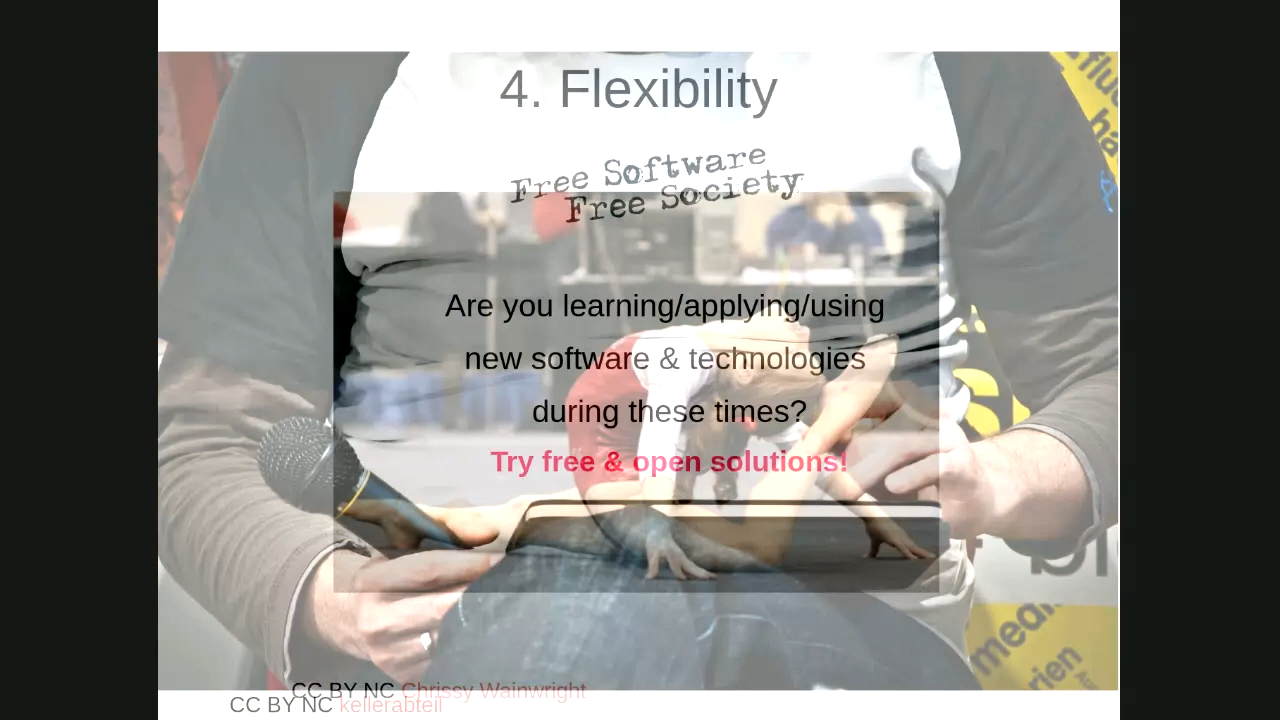 4. Flexibility
Free Software
Free Society
Are you learning/applying/using
new software & technologies
during these times?
Try free & open solutions!
CC BY NC Chrissy Wainwright
CC BY NC kellerabteil